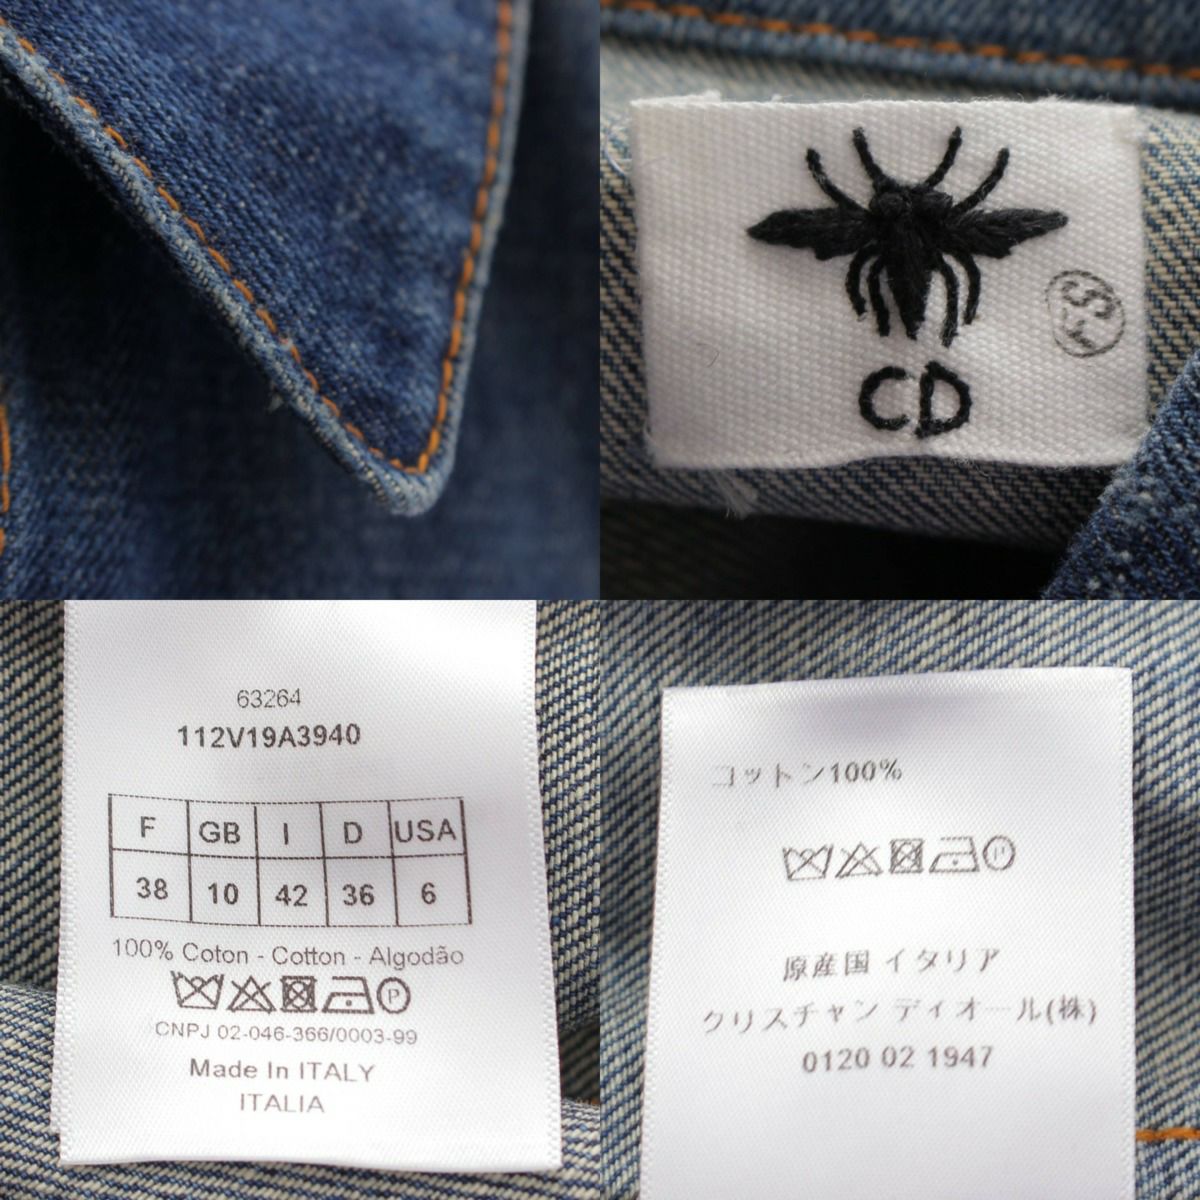 CD
63264
112V19A3940
F GB I D USA
38 10 42 36 6
100% Coton - Cotton - Algodão
P
CNPJ 02-046-366/0003-99
Made In ITALY
ITALIA
コットン100%
P
原産国 イタリア
クリスチャン ディオール(株)
0120 02 1947